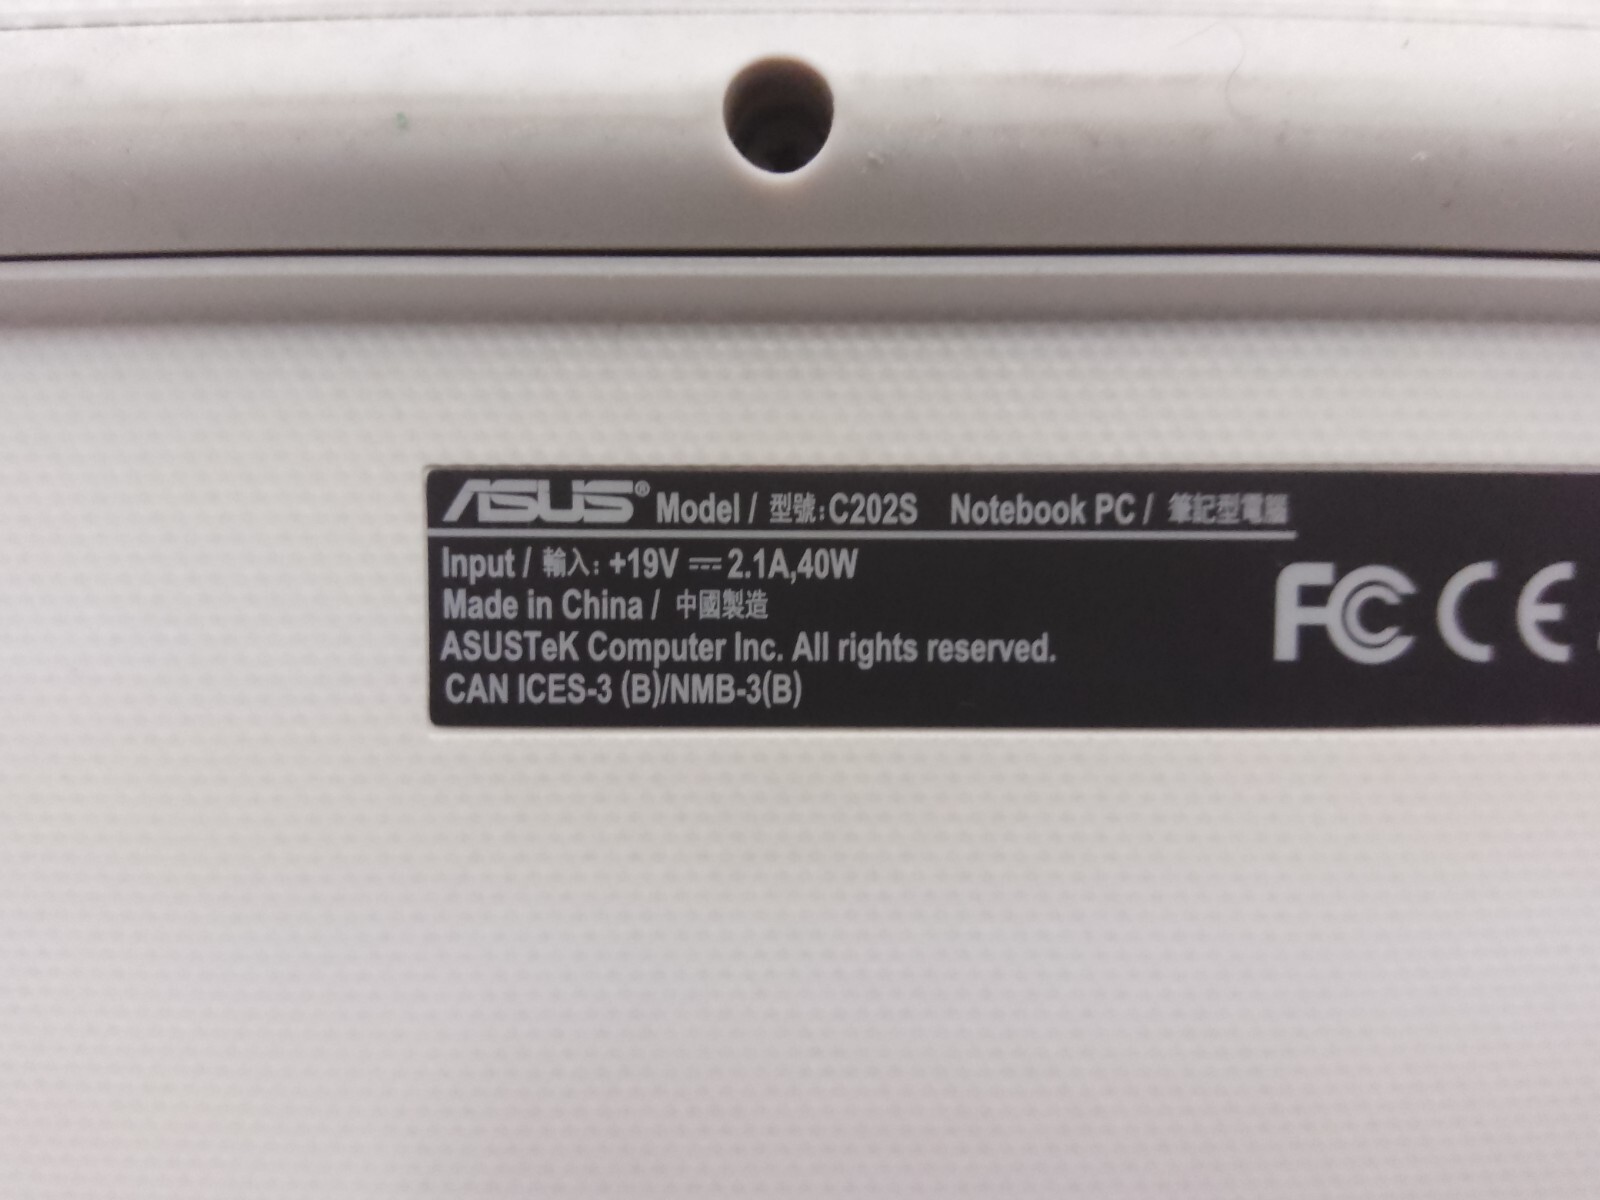 ASUS® Model / 型號: C202S Notebook PC / 筆記型電腦
Input / 輸入: +19V ⎓ 2.1A,40W
Made in China / 中國製造
ASUSTeK Computer Inc. All rights reserved.
CAN ICES-3 (B)/NMB-3(B)
FC CE